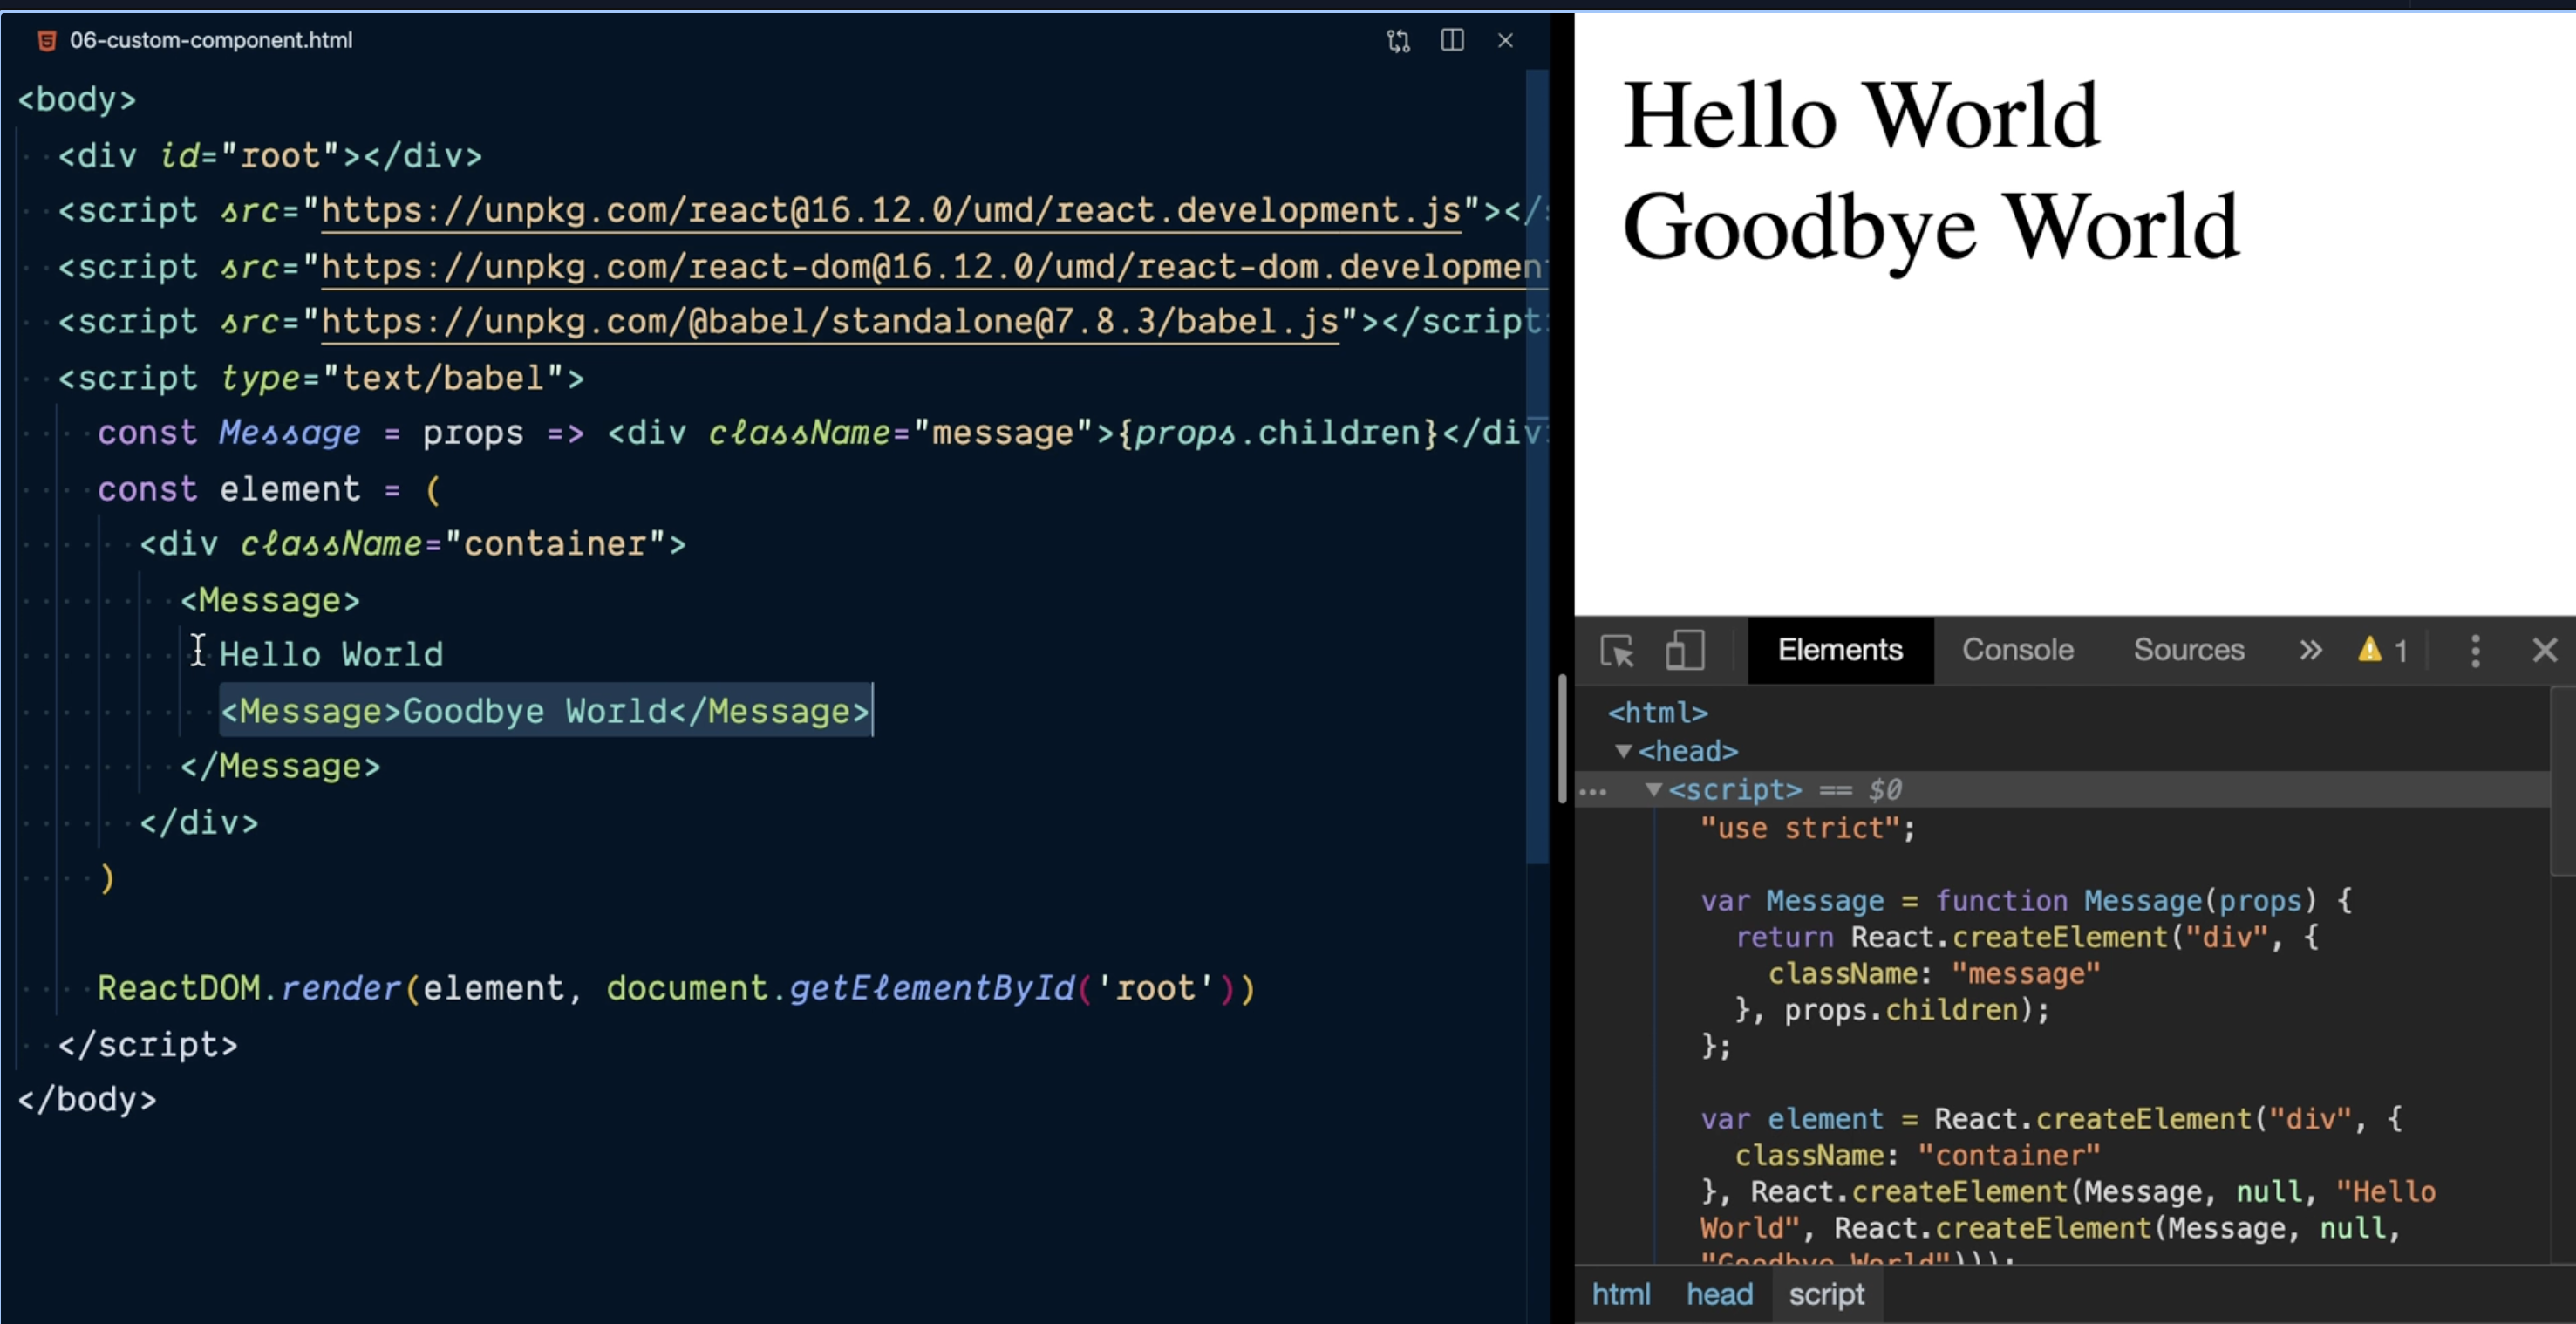 06-custom-component.html
<body>
<div id="root"></div>
<script src="https://unpkg.com/react@16.12.0/umd/react.development.js"></
<script src="https://unpkg.com/react-dom@16.12.0/umd/react-dom.developmen
<script src="https://unpkg.com/@babel/standalone@7.8.3/babel.js"></script
<script type="text/babel">
const Message = props => <div className="message">{props.children}</div
const element = (
<div className="container">
<Message>
Hello World
<Message>Goodbye World</Message>
</Message>
</div>
)
ReactDOM.render(element, document.getElementById('root'))
</script>
</body>
Hello World
Goodbye World
Elements Console Sources » 1
<html>
<head>
… <script> == $0
"use strict";
var Message = function Message(props) {
return React.createElement("div", {
className: "message"
}, props.children);
};
var element = React.createElement("div", {
className: "container"
}, React.createElement(Message, null, "Hello
World", React.createElement(Message, null,
"Goodbye World")));
html head script